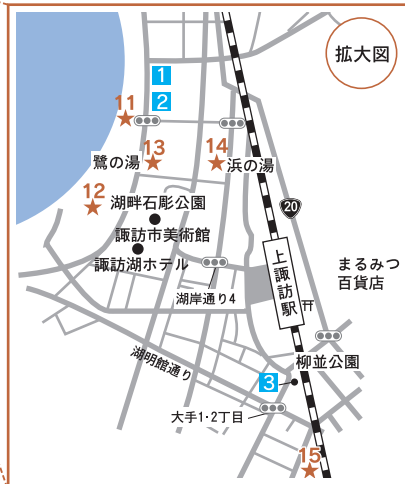 拡大図
1
2
11
13
14
鷺の湯
浜の湯
12
湖畔石彫公園
20
諏訪市美術館
諏訪湖ホテル
上諏訪駅
まるみつ
百貨店
湖岸通り4
湖明館通り
柳並公園
3
大手1・2丁目
15